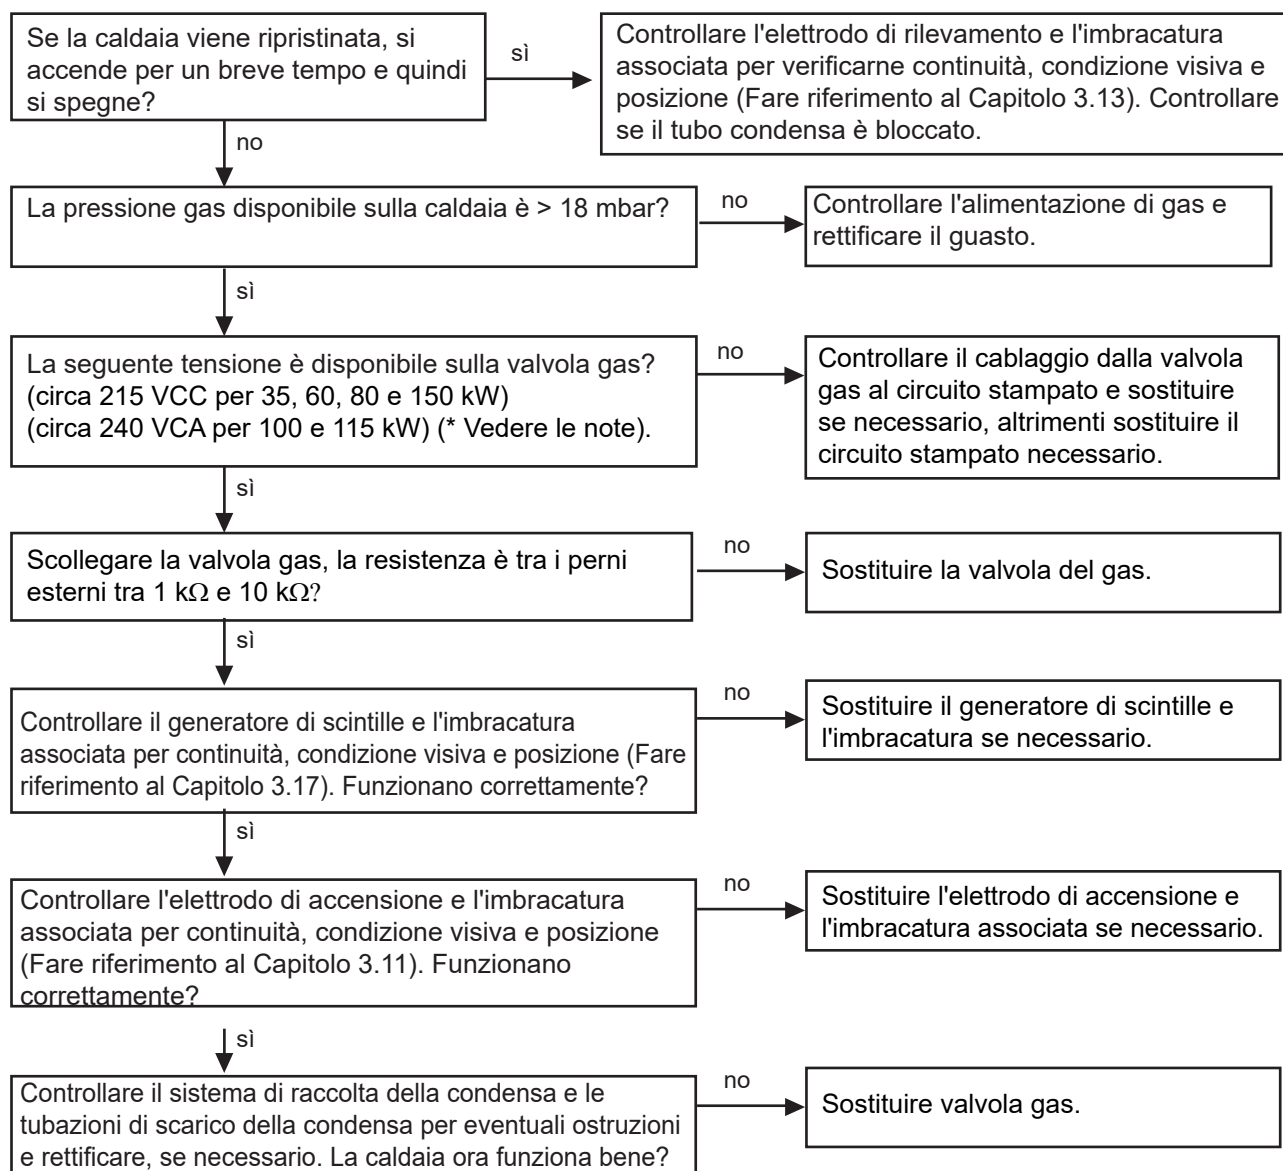 Se la caldaia viene ripristinata, si
accende per un breve tempo e quindi
si spegne?
sì
Controllare l'elettrodo di rilevamento e l'imbracatura
associata per verificarne continuità, condizione visiva e
posizione (Fare riferimento al Capitolo 3.13). Controllare
se il tubo condensa è bloccato.
no
La pressione gas disponibile sulla caldaia è > 18 mbar?
no
Controllare l'alimentazione di gas e
rettificare il guasto.
sì
La seguente tensione è disponibile sulla valvola gas?
(circa 215 VCC per 35, 60, 80 e 150 kW)
(circa 240 VCA per 100 e 115 kW) (* Vedere le note).
no
Controllare il cablaggio dalla valvola
gas al circuito stampato e sostituire
se necessario, altrimenti sostituire il
circuito stampato necessario.
sì
Scollegare la valvola gas, la resistenza è tra i perni
esterni tra 1 kΩ e 10 kΩ?
no
Sostituire la valvola del gas.
sì
Controllare il generatore di scintille e l'imbracatura
associata per continuità, condizione visiva e posizione (Fare
riferimento al Capitolo 3.17). Funzionano correttamente?
no
Sostituire il generatore di scintille e
l'imbracatura se necessario.
sì
Controllare l'elettrodo di accensione e l'imbracatura
associata per continuità, condizione visiva e posizione
(Fare riferimento al Capitolo 3.11). Funzionano
correttamente?
no
Sostituire l'elettrodo di accensione e
l'imbracatura associata se necessario.
sì
Controllare il sistema di raccolta della condensa e le
tubazioni di scarico della condensa per eventuali ostruzioni
e rettificare, se necessario. La caldaia ora funziona bene?
no
Sostituire valvola gas.